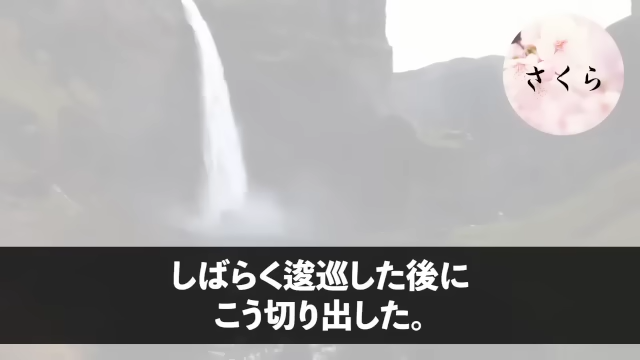 さくら
しばらく逡巡した後に
こう切り出した。